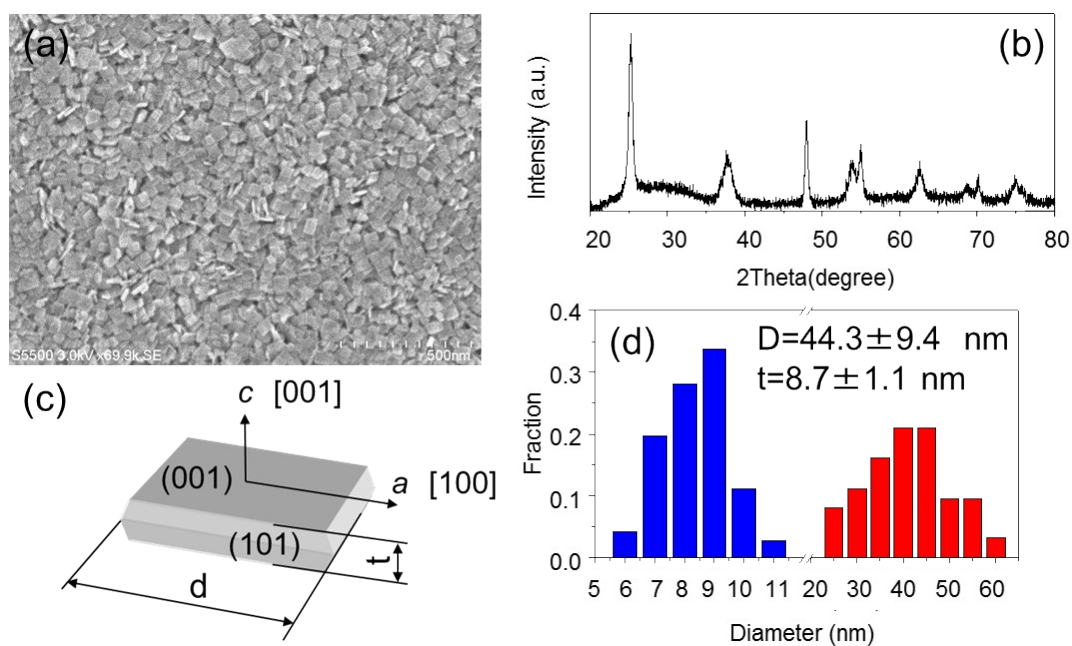 (a)
S5500 3.0kV x69.9k SE
500nm
(b)
Intensity (a.u.)
20 30 40 50 60 70 80
2Theta(degree)
(c)
c [001]
(001)
a [100]
(101)
t
d
(d)
D=44.3±9.4 nm
t=8.7±1.1 nm
Fraction
0.4
0.3
0.2
0.1
0.0
5 6 7 8 9 10 11 20 30 40 50 60
Diameter (nm)